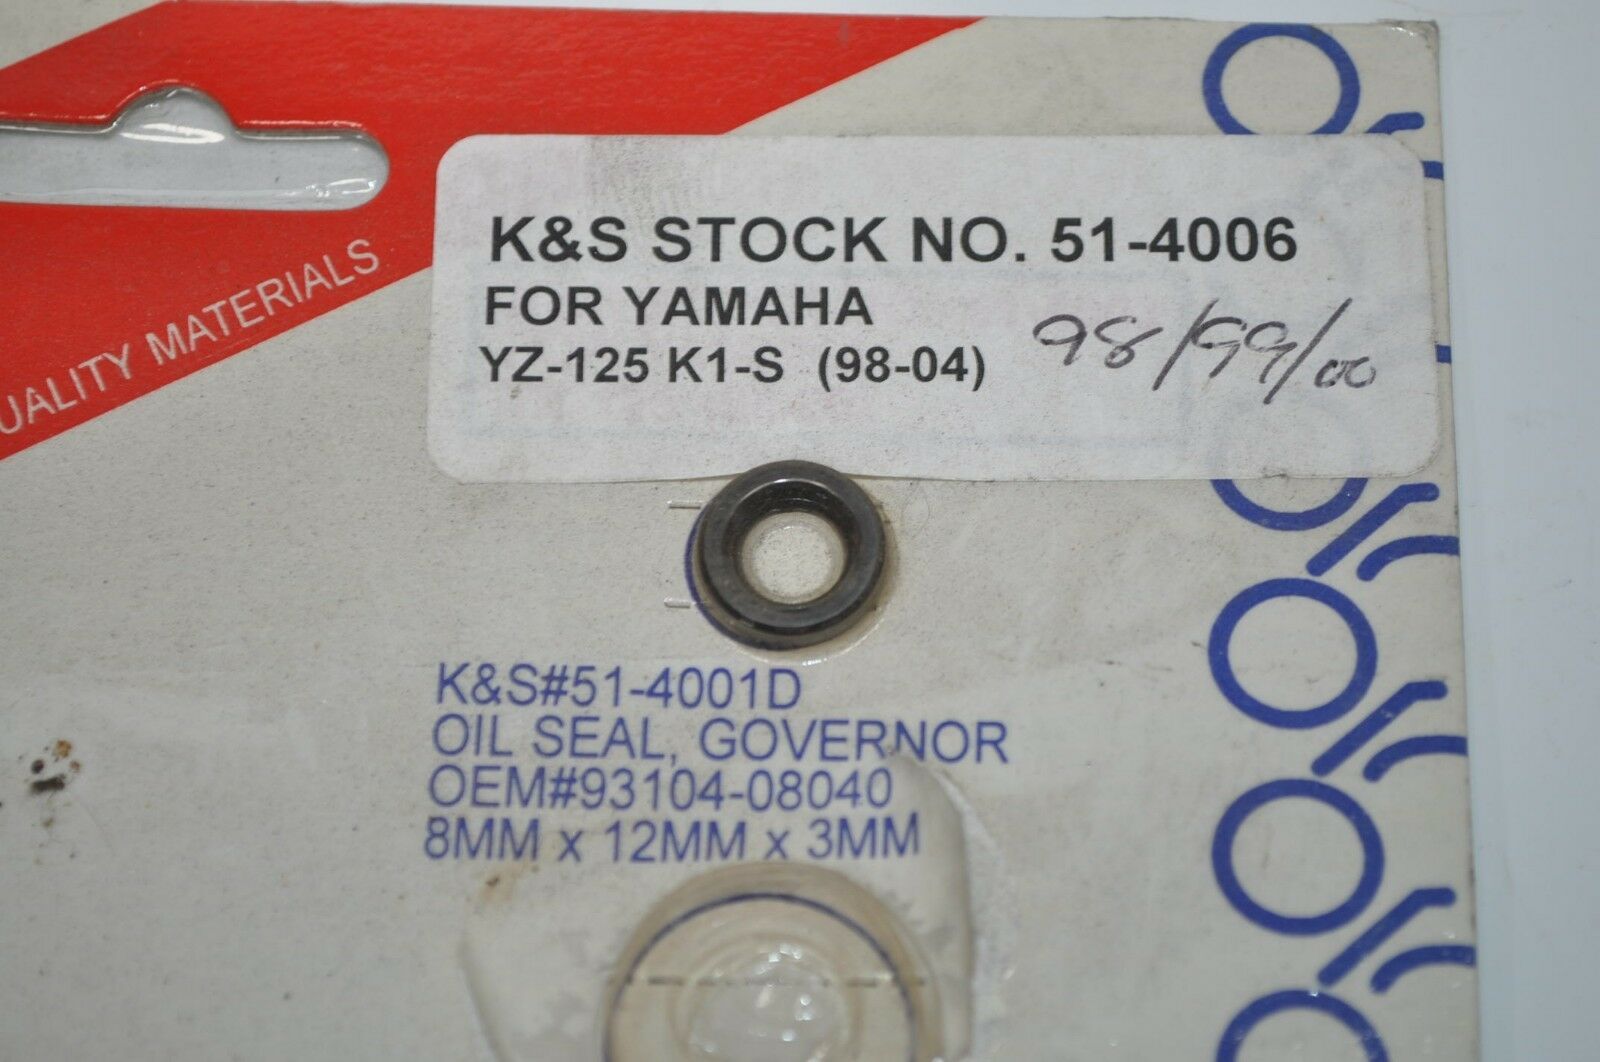 K&S STOCK NO. 51-4006
FOR YAMAHA
YZ-125 K1-S (98-04) 98/99/00
MATERIALS
K&S#51-4001D
OIL SEAL, GOVERNOR
OEM#93104-08040
8MM x 12MM x 3MM